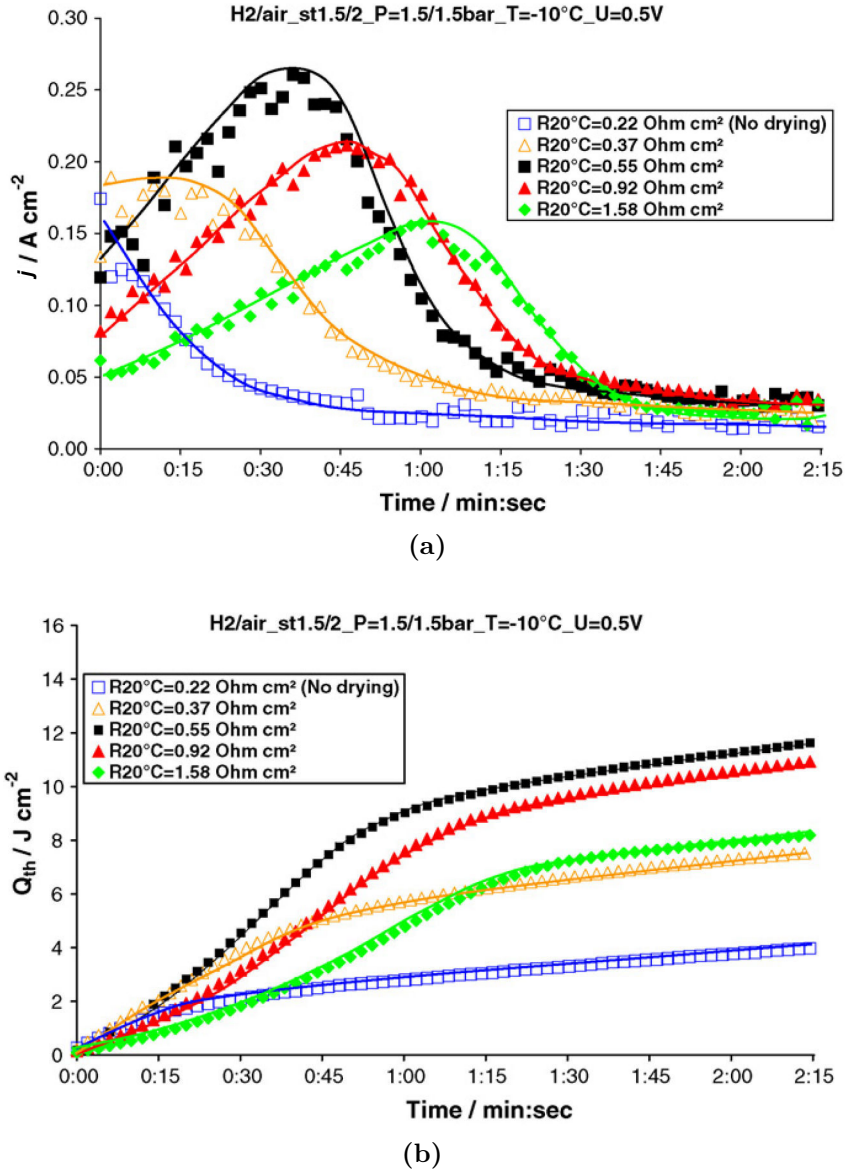 H2/air_st1.5/2_P=1.5/1.5bar_T=-10°C_U=0.5V
0.30
0.25
0.20
0.15
0.10
0.05
0.00
j / A cm⁻²
R20°C=0.22 Ohm cm² (No drying)
R20°C=0.37 Ohm cm²
R20°C=0.55 Ohm cm²
R20°C=0.92 Ohm cm²
R20°C=1.58 Ohm cm²
0:00 0:15 0:30 0:45 1:00 1:15 1:30 1:45 2:00 2:15
Time / min:sec
(a)
H2/air_st1.5/2_P=1.5/1.5bar_T=-10°C_U=0.5V
16
14
12
10
8
6
4
2
0
Qth / J cm⁻²
R20°C=0.22 Ohm cm² (No drying)
R20°C=0.37 Ohm cm²
R20°C=0.55 Ohm cm²
R20°C=0.92 Ohm cm²
R20°C=1.58 Ohm cm²
0:00 0:15 0:30 0:45 1:00 1:15 1:30 1:45 2:00 2:15
Time / min:sec
(b)